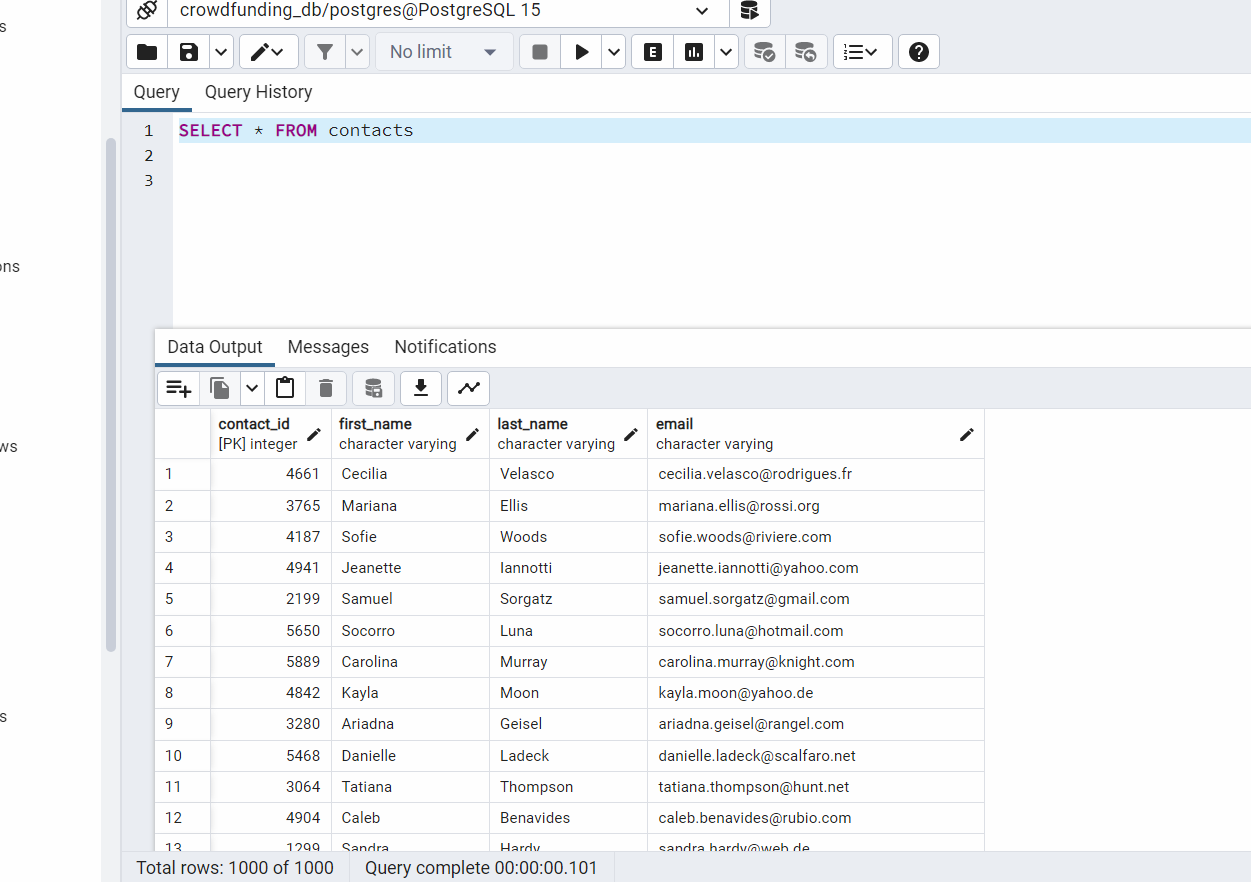 crowdfunding_db/postgres@PostgreSQL 15
No limit
E
Query Query History
1 SELECT * FROM contacts
2
3
s
ons
ws
s
Data Output Messages Notifications
contact_id first_name last_name email
[PK] integer character varying character varying character varying
1 4661 Cecilia Velasco cecilia.velasco@rodrigues.fr
2 3765 Mariana Ellis mariana.ellis@rossi.org
3 4187 Sofie Woods sofie.woods@riviere.com
4 4941 Jeanette Iannotti jeanette.iannotti@yahoo.com
5 2199 Samuel Sorgatz samuel.sorgatz@gmail.com
6 5650 Socorro Luna socorro.luna@hotmail.com
7 5889 Carolina Murray carolina.murray@knight.com
8 4842 Kayla Moon kayla.moon@yahoo.de
9 3280 Ariadna Geisel ariadna.geisel@rangel.com
10 5468 Danielle Ladeck danielle.ladeck@scalfaro.net
11 3064 Tatiana Thompson tatiana.thompson@hunt.net
12 4904 Caleb Benavides caleb.benavides@rubio.com
13 1299 Sandra Hardy sandra.hardy@web.de
Total rows: 1000 of 1000 Query complete 00:00:00.101